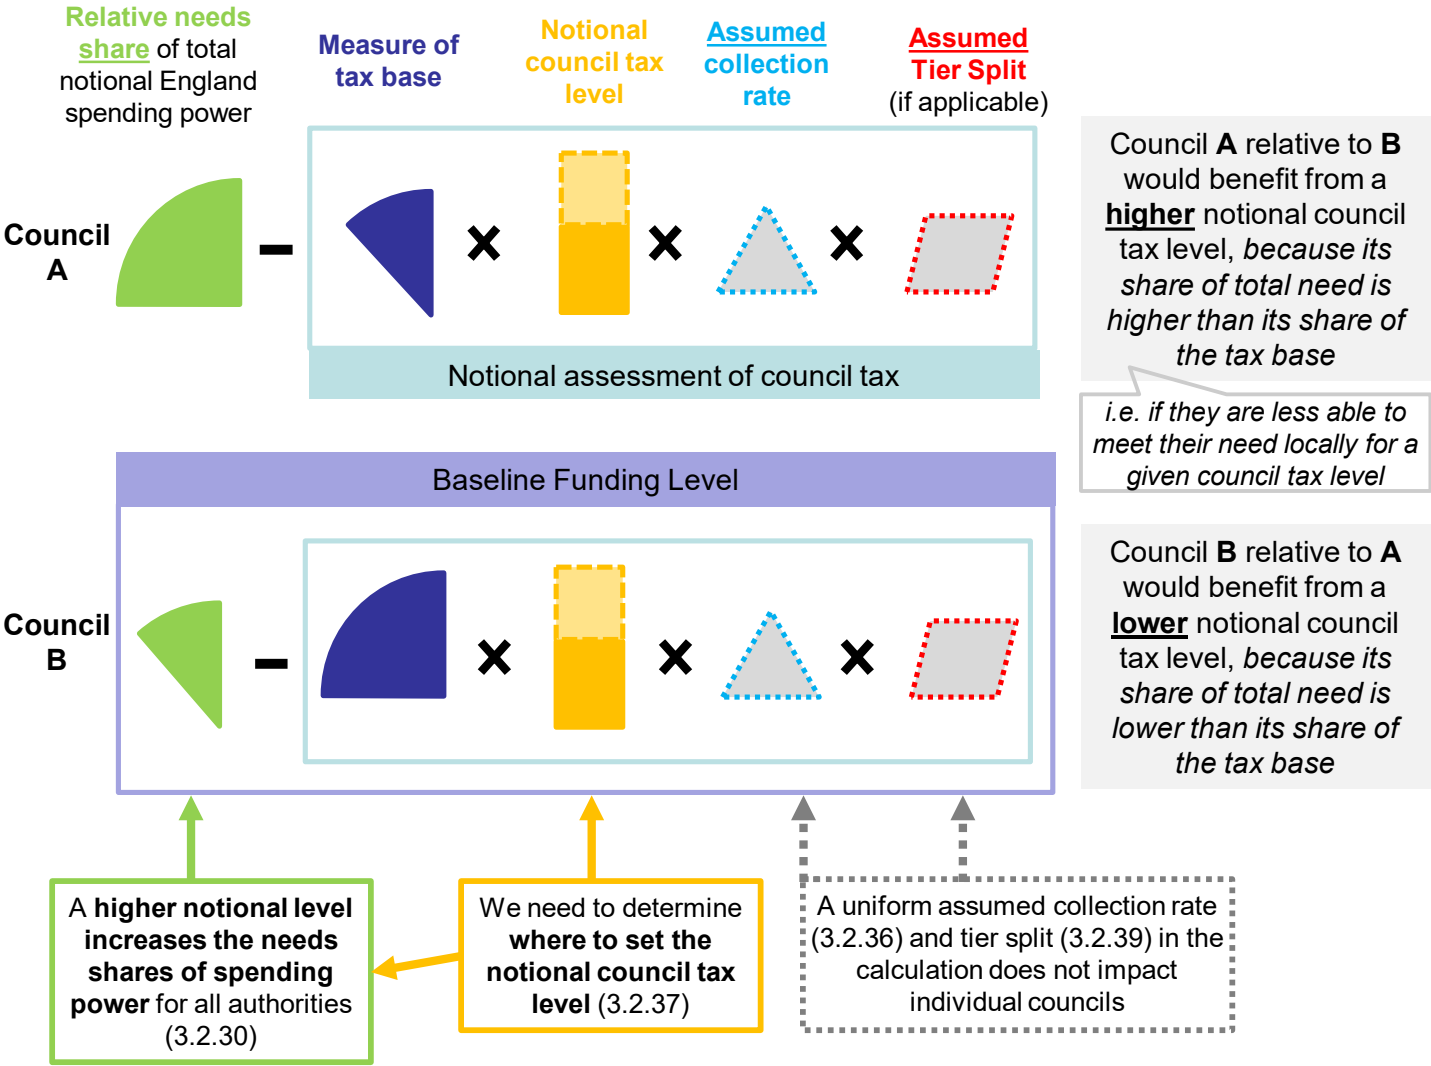 Relative needs
share of total
notional England
spending power
Measure of
tax base
Notional
council tax
level
Assumed
collection
rate
Assumed
Tier Split
(if applicable)
Council
A
Notional assessment of council tax
Council A relative to B
would benefit from a
higher notional council
tax level, because its
share of total need is
higher than its share of
the tax base
i.e. if they are less able to
meet their need locally for a
given council tax level
Baseline Funding Level
Council
B
Council B relative to A
would benefit from a
lower notional council
tax level, because its
share of total need is
lower than its share of
the tax base
A higher notional level
increases the needs
shares of spending
power for all authorities
(3.2.30)
We need to determine
where to set the
notional council tax
level (3.2.37)
A uniform assumed collection rate
(3.2.36) and tier split (3.2.39) in the
calculation does not impact
individual councils